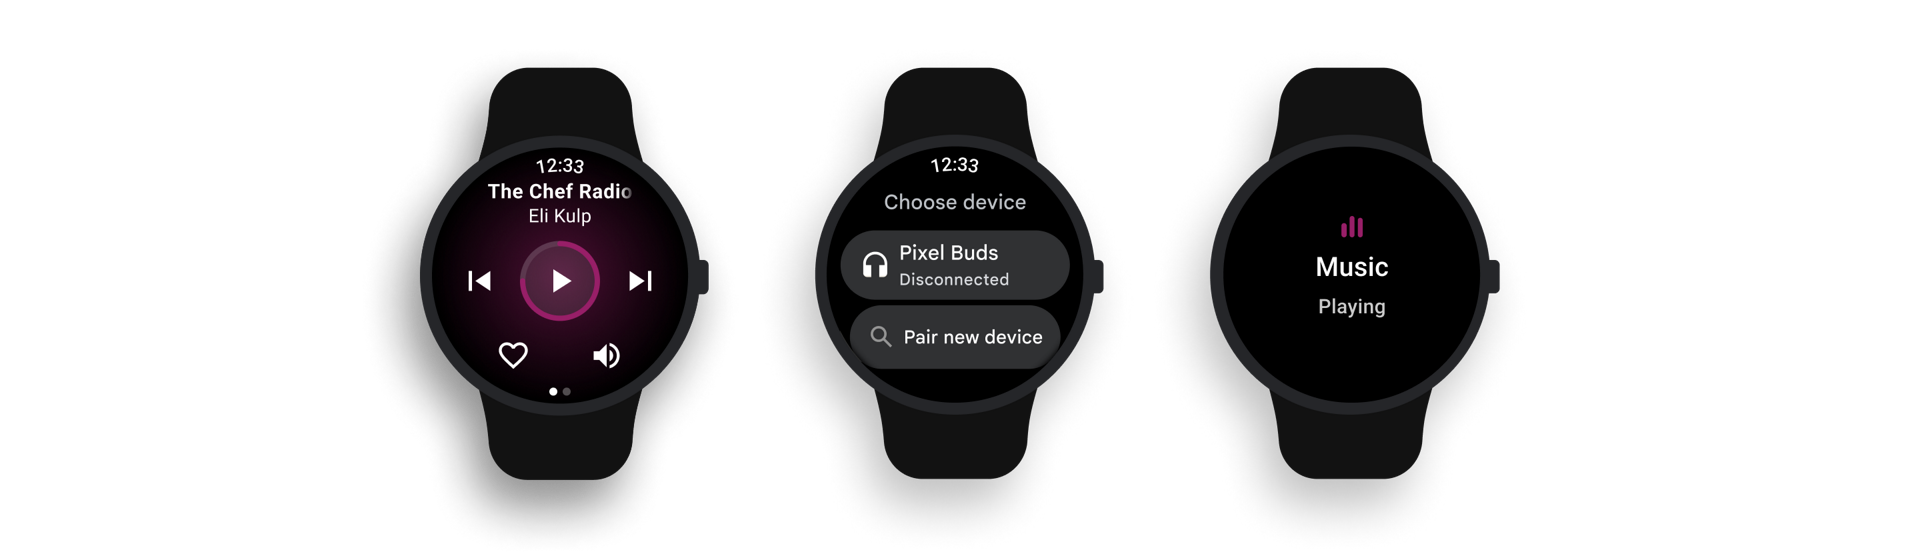 12:33
The Chef Radio
Eli Kulp
12:33
Choose device
Pixel Buds
Disconnected
Pair new device
Music
Playing